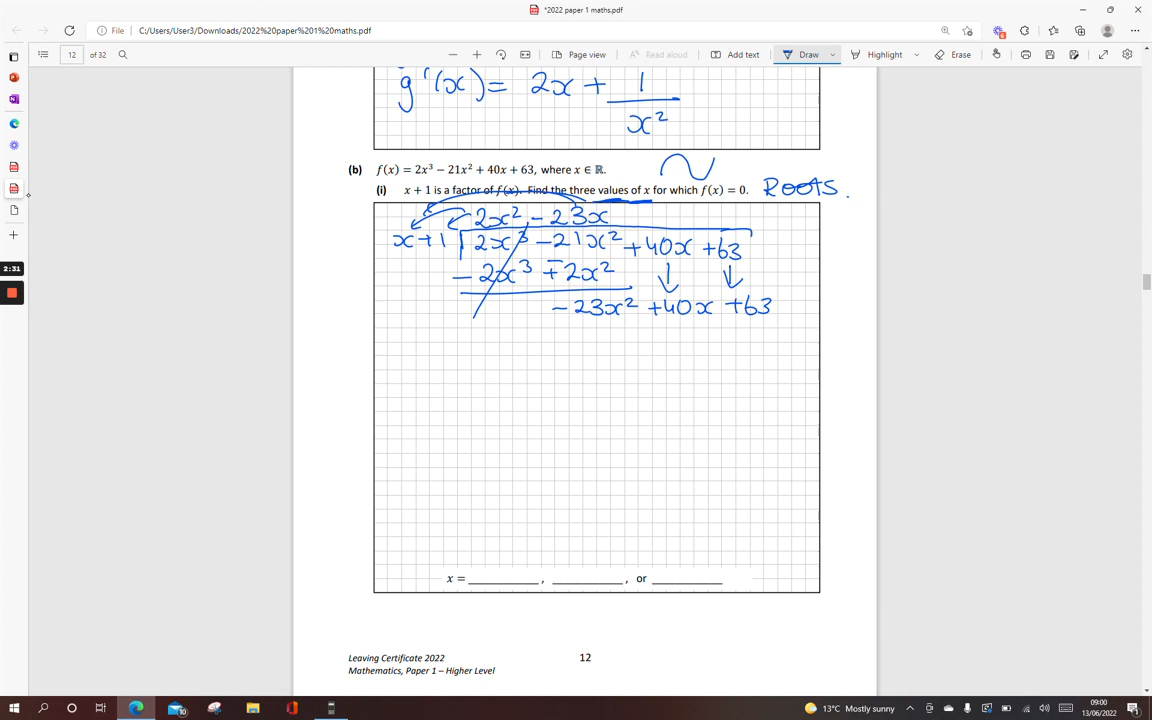 *2022 paper 1 maths.pdf
File C:/Users/User3/Downloads/2022%20paper%201%20maths.pdf
12 of 32 Page view Read aloud Add text Draw Highlight Erase
g'(x) = 2x + 1/x²
(b) f(x) = 2x³ − 21x² + 40x + 63, where x ∈ ℝ.
(i) x + 1 is a factor of f(x). Find the three values of x for which f(x) = 0. Roots.
2x² − 23x
x+1 2x³ − 21x² + 40x + 63
− 2x³ ∓ 2x²
− 23x² + 40x + 63
2:31
x = ____________ , ____________ , or ____________
Leaving Certificate 2022 12
Mathematics, Paper 1 – Higher Level
10 13°C Mostly sunny 09:00
13/06/2022